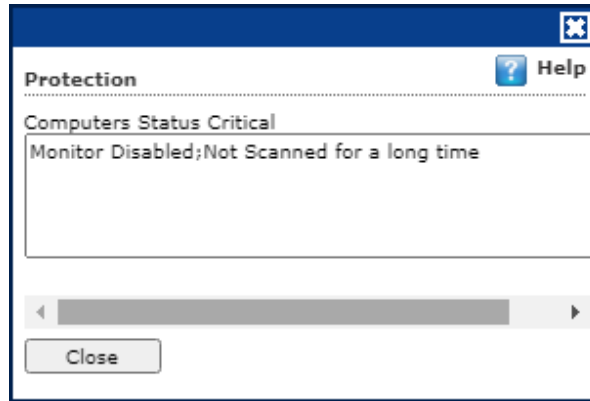 ? Help
Protection
Computers Status Critical
Monitor Disabled;Not Scanned for a long time
Close